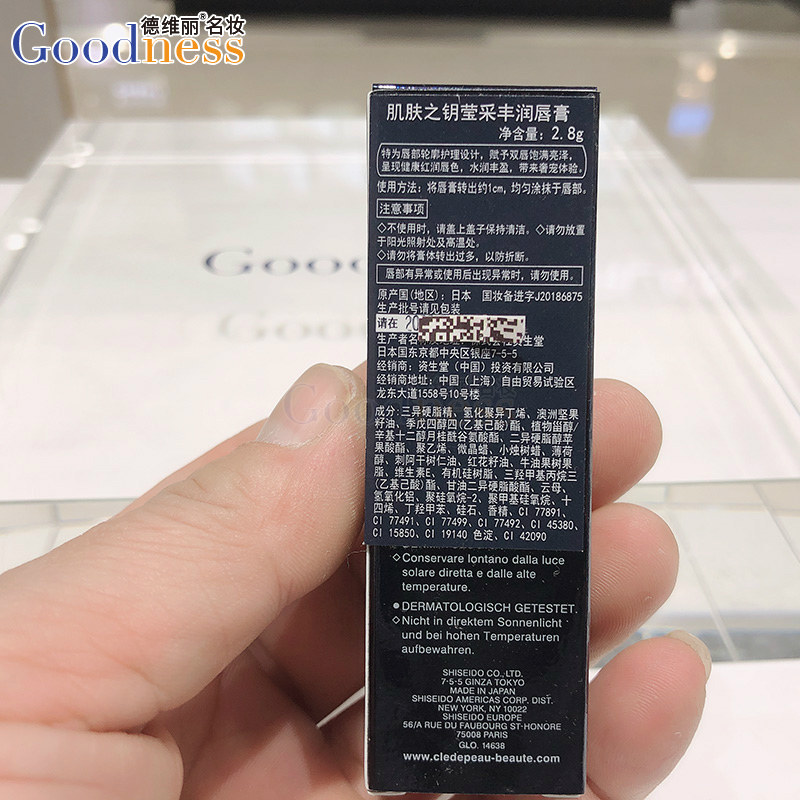 德维丽®名妆
Goodness
肌肤之钥莹采丰润唇膏
净含量：2.8g
特为唇部轮廓护理设计，赋予双唇饱满亮泽，
呈现健康红润唇色，水润丰盈，带来奢宠体验。
使用方法：将唇膏转出约1cm，均匀涂抹于唇部。
注意事项
◇不使用时，请盖上盖子保持清洁。◇请勿放置
于阳光照射处及高温处。
◇请勿将膏体转出过多，以防折断。
唇部有异常或使用后出现异常时，请勿使用。
原产国(地区)：日本 国妆备进字J20186875
生产批号请见包装
请在 20
生产者名
日本国东京都中央区银座7-5-5
经销商：资生堂（中国）投资有限公司
经销商地址：中国（上海）自由贸易试验区
龙东大道1558号10号楼
成分:三异硬脂精、氢化聚异丁烯、澳洲坚果
籽油、季戊四醇四(乙基己酸)酯、植物甾醇/
辛基十二醇月桂酰谷氨酸酯、二异硬脂醇苹
果酸酯、聚乙烯、微晶蜡、小烛树蜡、薄荷
醇、刺阿干树仁油、红花籽油、牛油果树果
脂、维生素E、有机硅树脂、三羟甲基丙烷三
(乙基己酸)酯、甘油二异硬脂酸酯、云母、
氢氧化铝、聚硅氧烷-2、聚甲基硅氧烷、十
四烯、丁羟甲苯、硅石、香精、CI 77891、
CI 77491、CI 77499、CI 77492、CI 45380、
CI 15850、CI 19140 色淀、CI 42090
◇Conservare lontano dalla luce
solare diretta e dalle alte
temperature.
●DERMATOLOGISCH GETESTET.
◇Nicht in direktem Sonnenlicht
und bei hohen Temperaturen
aufbewahren.
SHISEIDO CO., LTD.
7-5-5 GINZA TOKYO
MADE IN JAPAN
SHISEIDO AMERICAS CORP. DIST.
NEW YORK, NY 10022
SHISEIDO EUROPE
56/A RUE DU FAUBOURG ST-HONORE
75008 PARIS
GLO. 14638
www.cledepeau-beaute.com